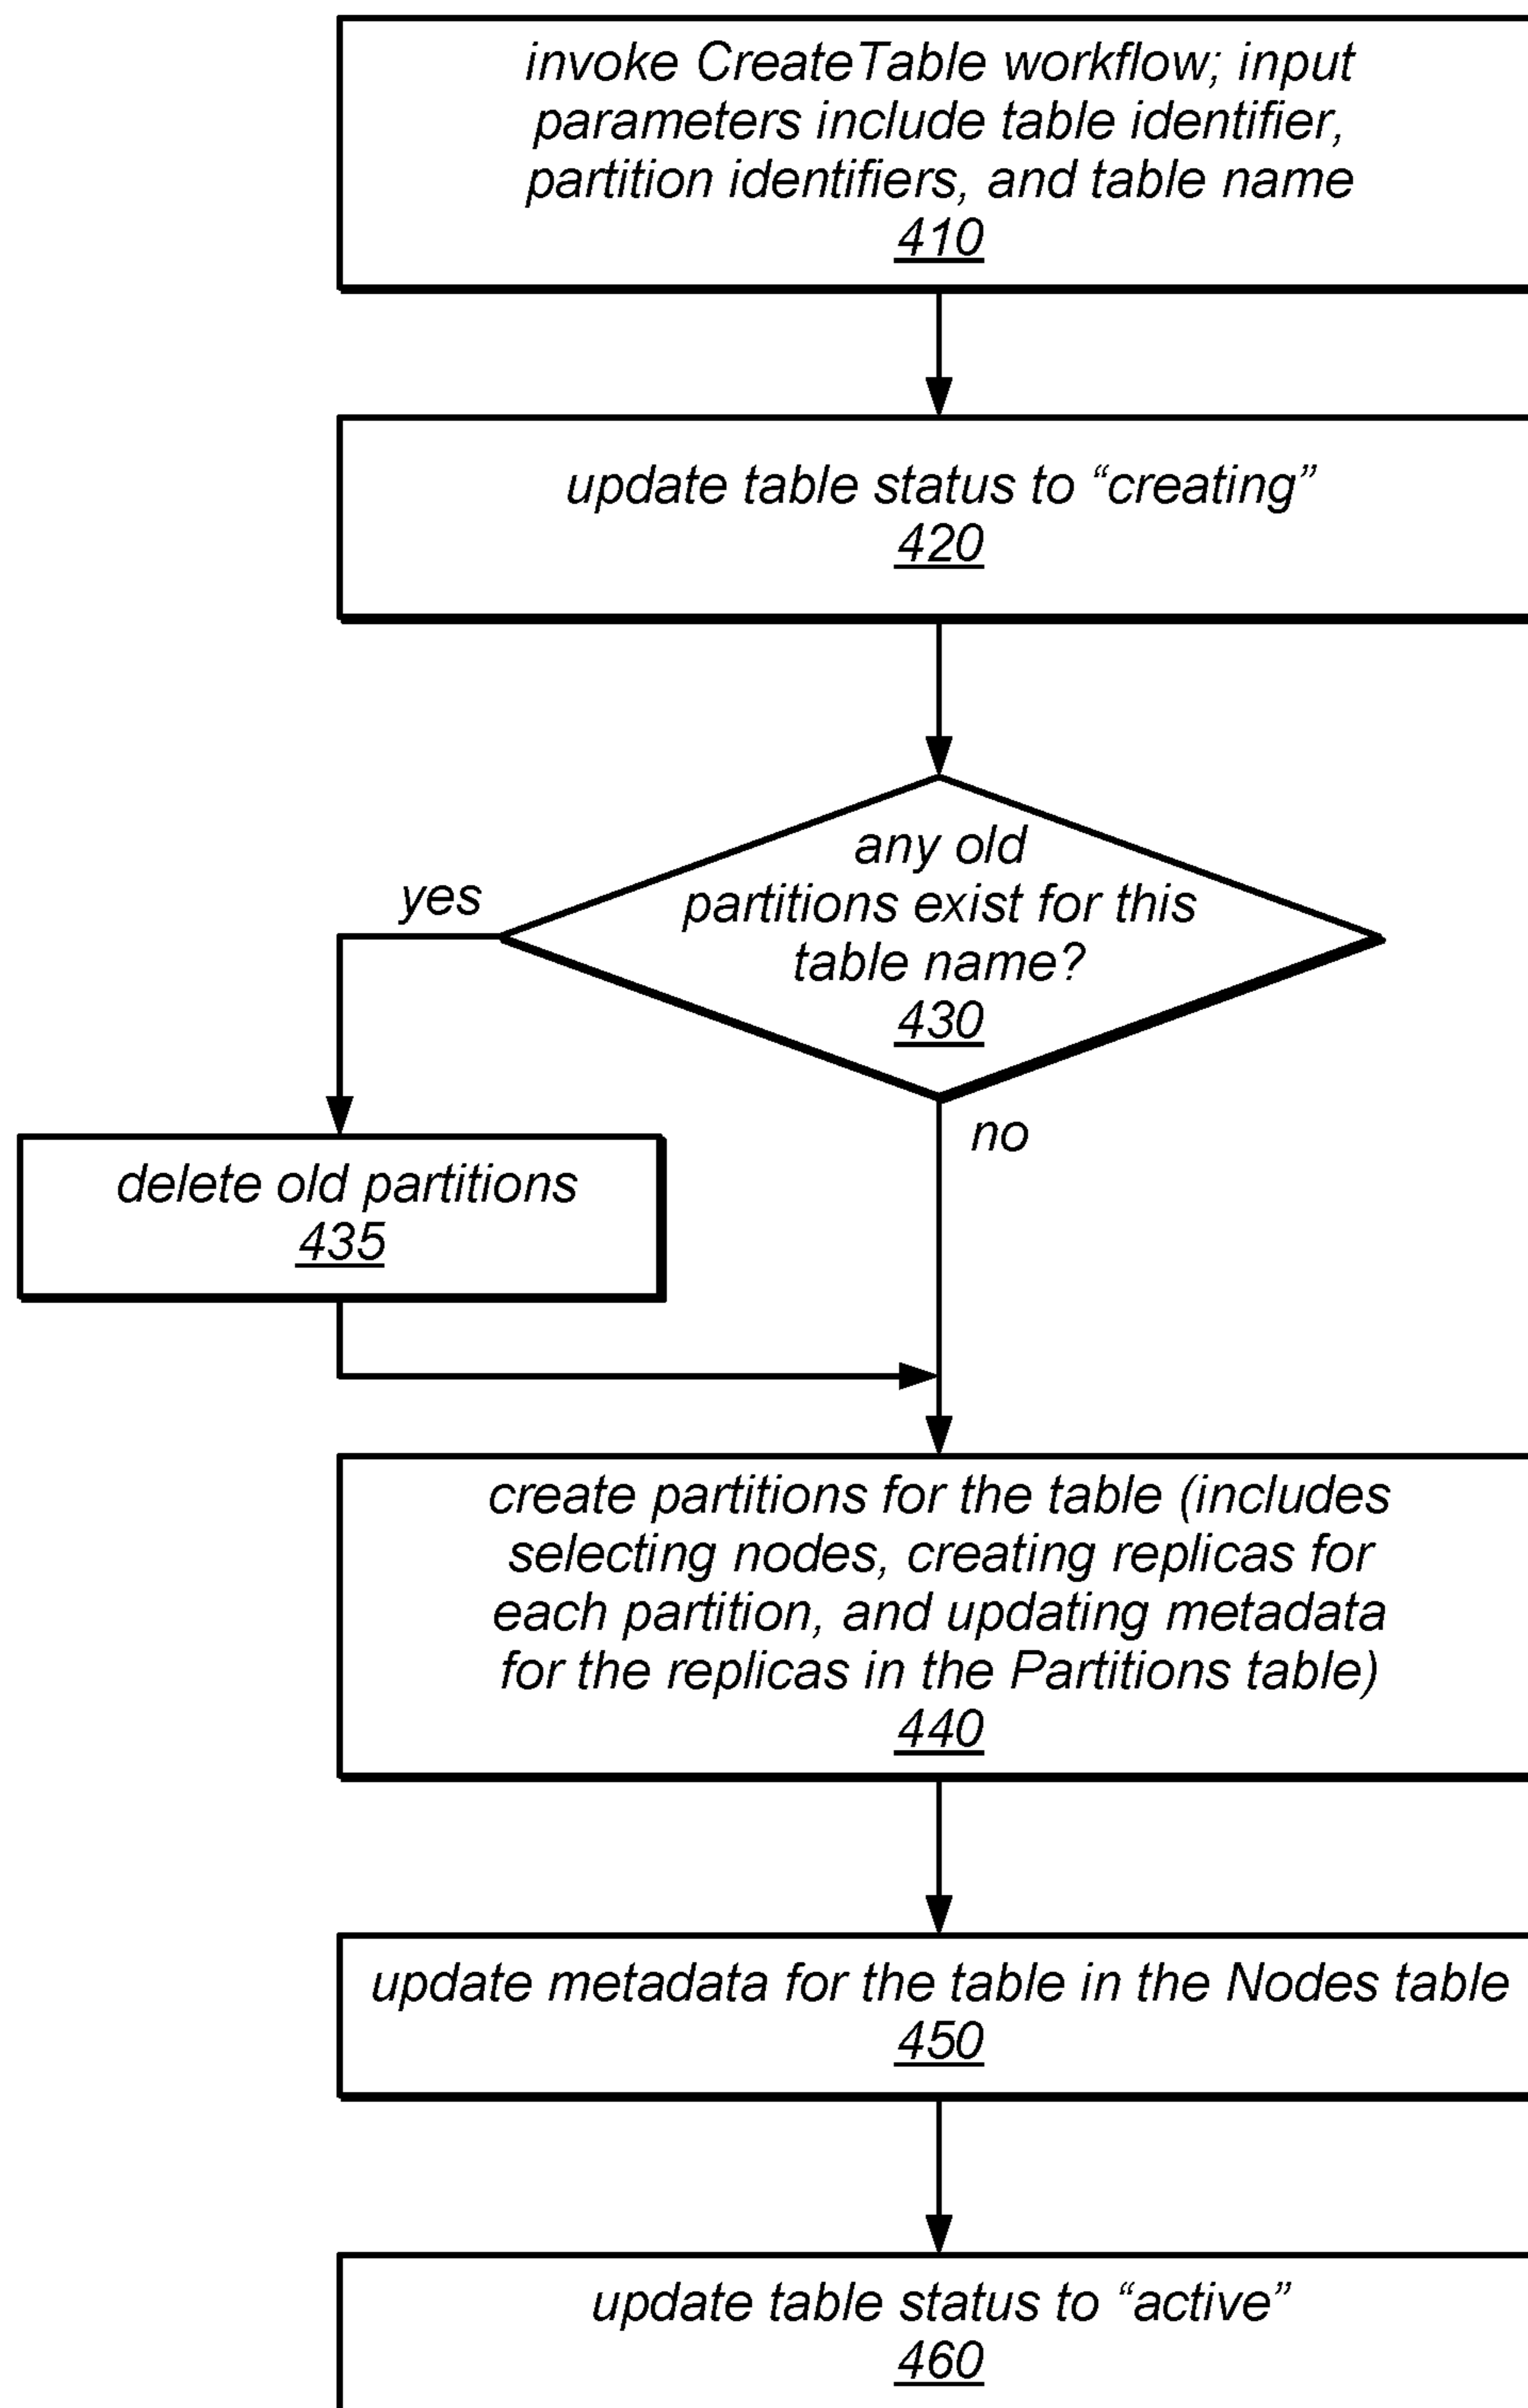 invoke CreateTable workflow; input
parameters include table identifier,
partition identifiers, and table name
410
update table status to “creating”
420
any old
partitions exist for this
table name?
430
yes
no
delete old partitions
435
create partitions for the table (includes
selecting nodes, creating replicas for
each partition, and updating metadata
for the replicas in the Partitions table)
440
update metadata for the table in the Nodes table
450
update table status to “active”
460